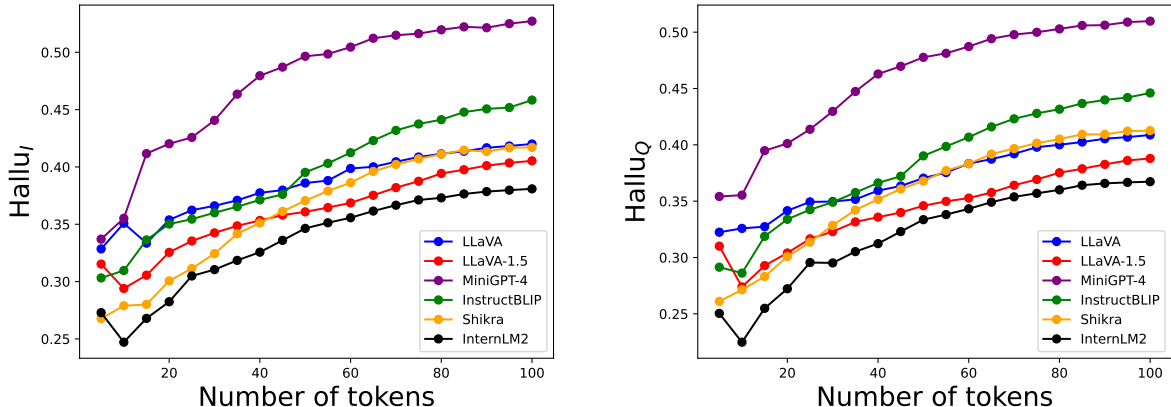 0.50
0.45
0.40
0.35
0.30
0.25
Hallu_I
20
40
60
80
100
Number of tokens
LLaVA
LLaVA-1.5
MiniGPT-4
InstructBLIP
Shikra
InternLM2
0.50
0.45
0.40
0.35
0.30
0.25
Hallu_Q
20
40
60
80
100
Number of tokens
LLaVA
LLaVA-1.5
MiniGPT-4
InstructBLIP
Shikra
InternLM2